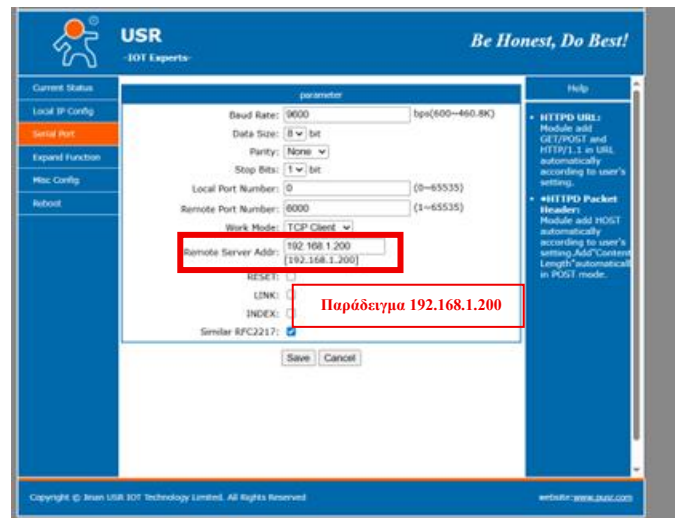 USR
-IOT Experts-
Be Honest, Do Best!
Current Status
Local IP Config
Serial Port
Expand Function
Misc Config
Reboot
parameter
Baud Rate: 9600 bps(600~460.8K)
Data Size: 8 bit
Parity: None
Stop Bits: 1 bit
Local Port Number: 0 (0~65535)
Remote Port Number: 6000 (1~65535)
Work Mode: TCP Client
Remote Server Addr: 192.168.1.200
[192.168.1.200]
RESET:
LINK:
INDEX:
Similar RFC2217:
Παράδειγμα 192.168.1.200
Save Cancel
Help
• HTTPD URL:
Module add
GET/POST and
HTTP/1.1 in URL
automatically
according to user's
setting.
• #HTTPD Packet
Header:
Module add HOST
automatically
according to user's
setting.Add"Content
Length"automaticall
in POST mode.
Copyright © Jinan USR IOT Technology Limited. All Rights Reserved
website:www.pusr.com